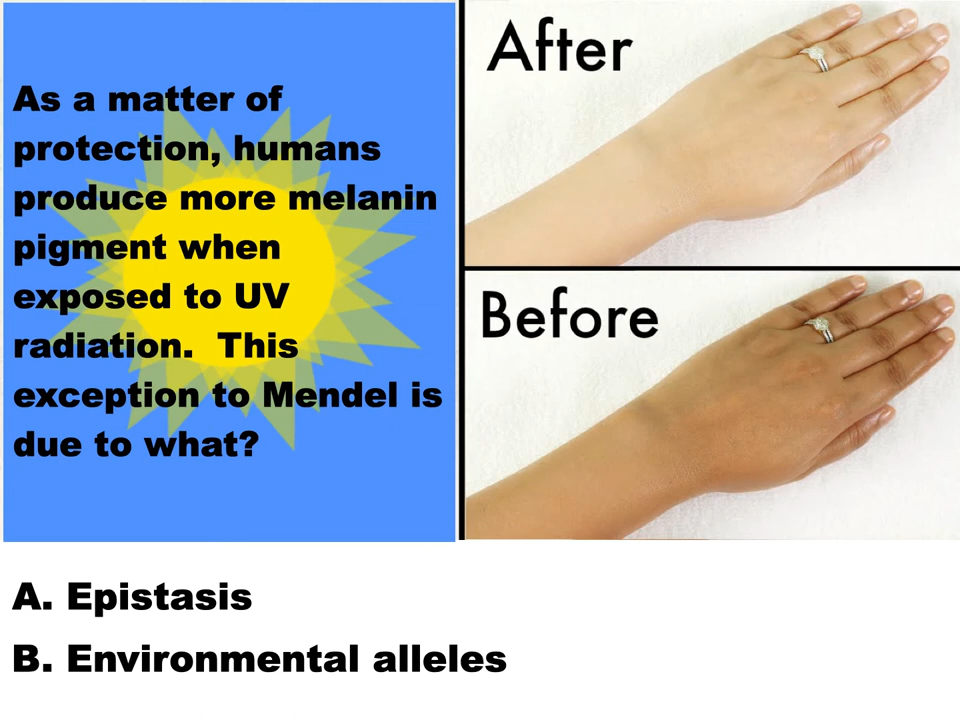 As a matter of
protection, humans
produce more melanin
pigment when
exposed to UV
radiation.  This
exception to Mendel is
due to what?
After
Before
A. Epistasis
B. Environmental alleles